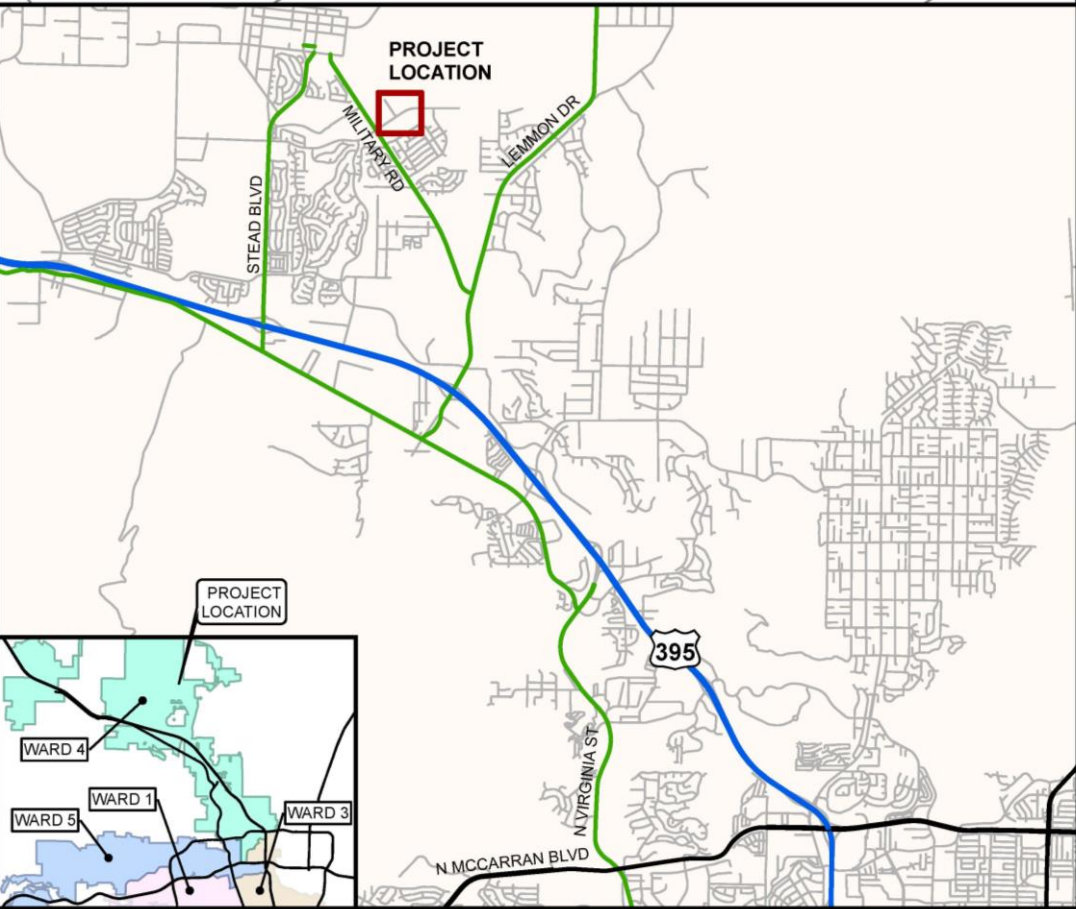 PROJECT
LOCATION
MILITARY RD
LEMMON DR
STEAD BLVD
395
N VIRGINIA ST
N MCCARRAN BLVD
PROJECT
LOCATION
WARD 4
WARD 1
WARD 5
WARD 3